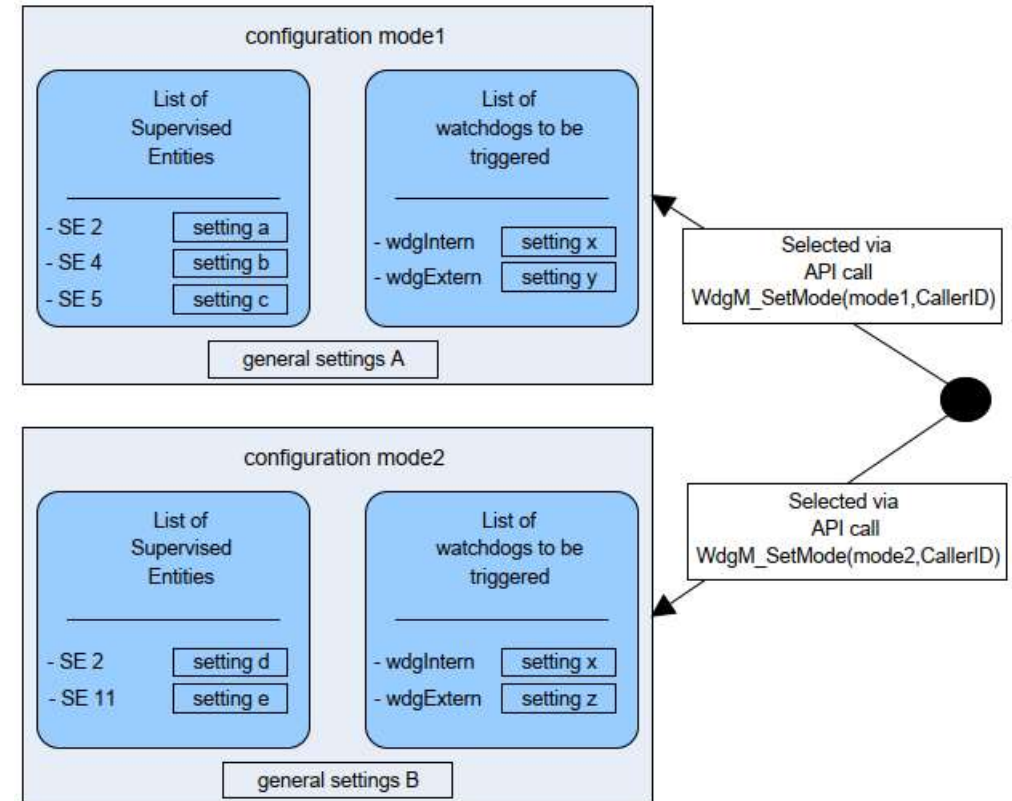 configuration mode1
List of
Supervised
Entities
- SE 2 setting a
- SE 4 setting b
- SE 5 setting c
List of
watchdogs to be
triggered
- wdgIntern setting x
- wdgExtern setting y
general settings A
Selected via
API call
WdgM_SetMode(mode1,CallerID)
configuration mode2
List of
Supervised
Entities
- SE 2 setting d
- SE 11 setting e
List of
watchdogs to be
triggered
- wdgIntern setting x
- wdgExtern setting z
general settings B
Selected via
API call
WdgM_SetMode(mode2,CallerID)